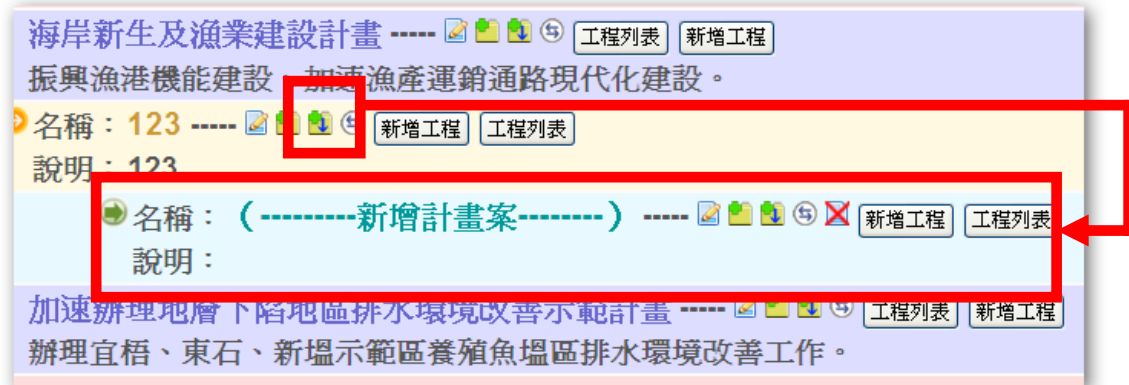 海岸新生及漁業建設計畫 ----- 工程列表 新增工程
振興漁港機能建設、加速漁產運銷通路現代化建設。
名稱：123 ----- 新增工程 工程列表
說明：123
名稱：（---------新增計畫案--------） ----- 新增工程 工程列表
說明：
加速辦理地層下陷地區排水環境改善示範計畫 ----- 工程列表 新增工程
辦理宜梧、東石、新塭示範區養殖魚塭區排水環境改善工作。